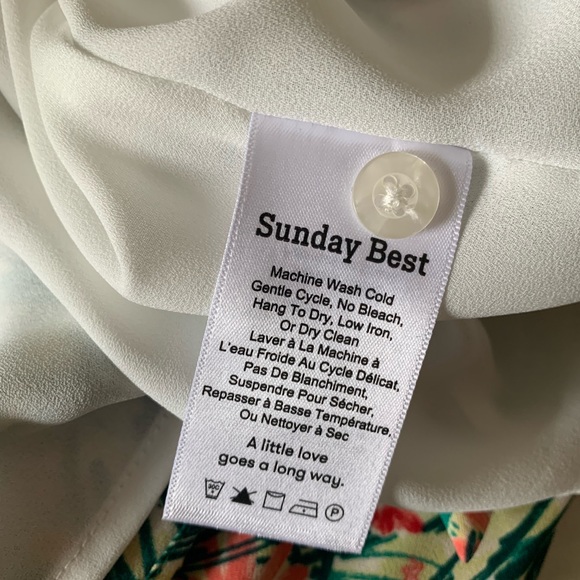 Sunday Best
Machine Wash Cold
Gentle Cycle, No Bleach,
Hang To Dry, Low Iron,
Or Dry Clean
Laver à La Machine à
L'eau Froide Au Cycle Délicat,
Pas De Blanchiment,
Suspendre Pour Sécher,
Repasser à Basse Température,
Ou Nettoyer à Sec
A little love
goes a long way.
30C P